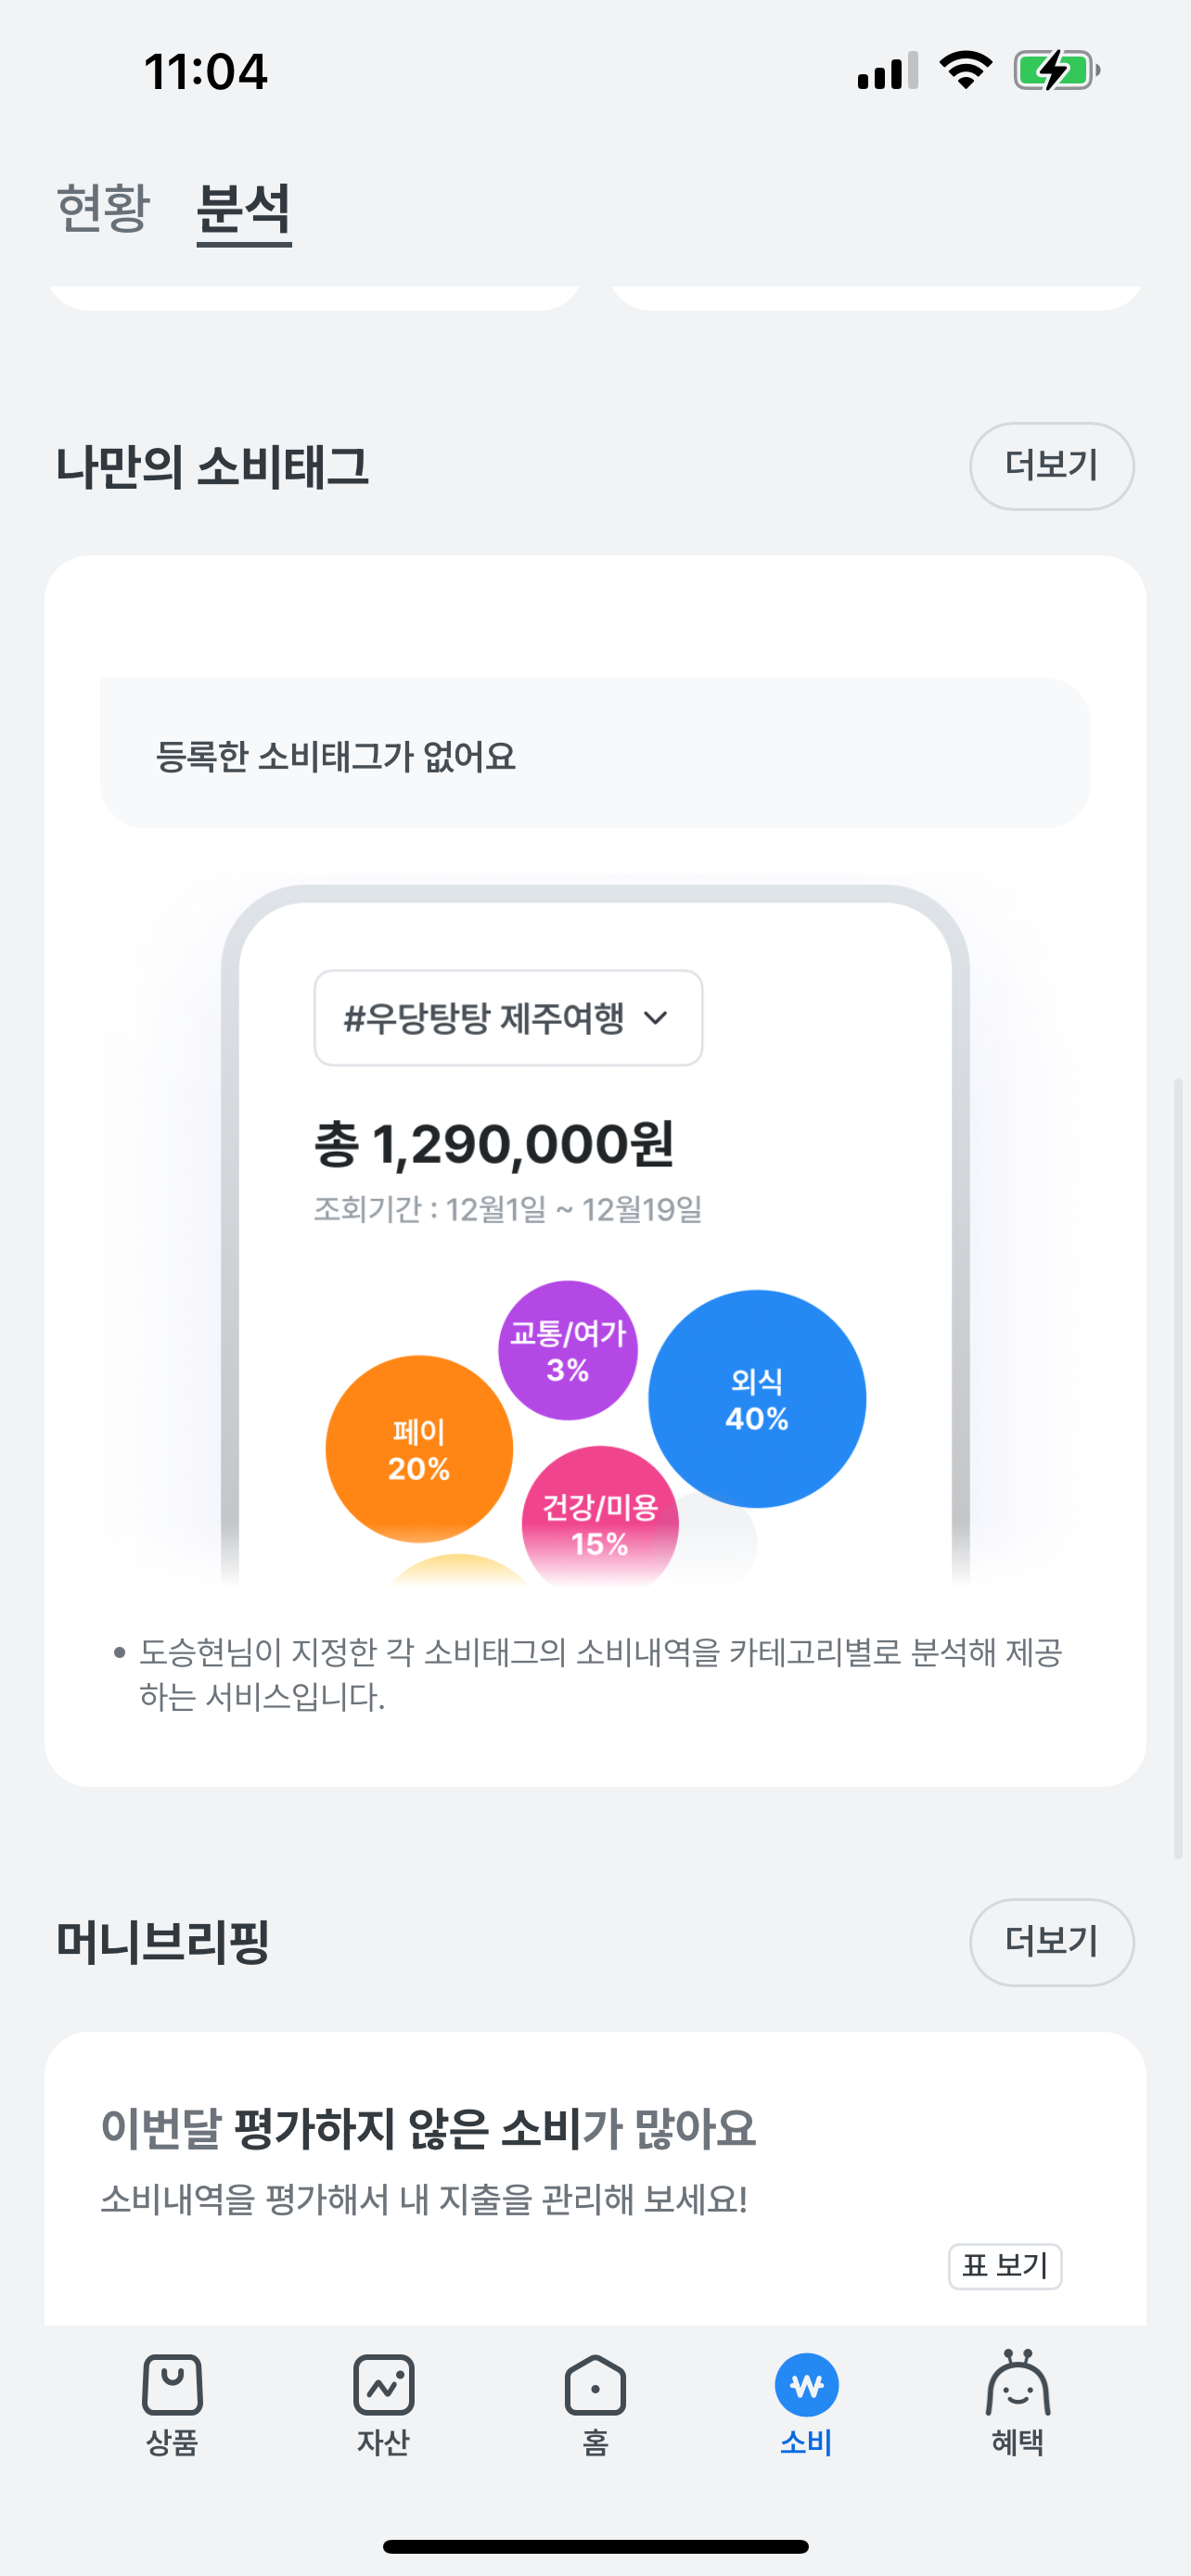 11:04
현황 분석
나만의 소비태그
더보기
등록한 소비태그가 없어요
#우당탕탕 제주여행
총 1,290,000원
조회기간 : 12월1일 ~ 12월19일
교통/여가
3%
외식
40%
페이
20%
건강/미용
15%
• 도승현님이 지정한 각 소비태그의 소비내역을 카테고리별로 분석해 제공
하는 서비스입니다.
머니브리핑
더보기
이번달 평가하지 않은 소비가 많아요
소비내역을 평가해서 내 지출을 관리해 보세요!
표 보기
상품 자산 홈 소비 혜택